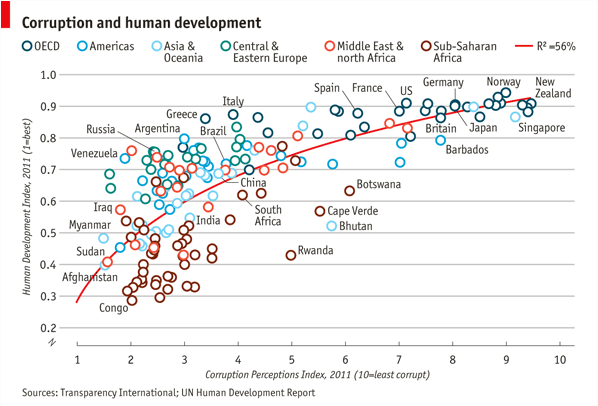 Corruption and human development
OECD Americas Asia & Oceania Central & Eastern Europe Middle East & north Africa Sub-Saharan Africa R² =56%
Human Development Index, 2011 (1=best)
1.0
0.9
0.8
0.7
0.6
0.5
0.4
0.3
0.2
Spain
France
US
Germany
Norway
New Zealand
Greece
Italy
Russia
Argentina
Brazil
Britain
Japan
Singapore
Venezuela
Barbados
China
Botswana
Iraq
South Africa
Cape Verde
Myanmar
India
Bhutan
Sudan
Rwanda
Afghanistan
Congo
1 2 3 4 5 6 7 8 9 10
Corruption Perceptions Index, 2011 (10=least corrupt)
Sources: Transparency International; UN Human Development Report